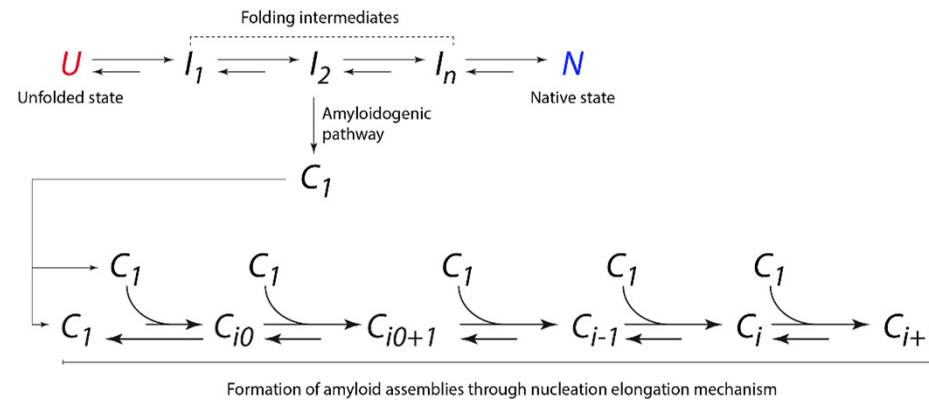 Folding intermediates
U I1 I2 In N
Unfolded state Native state
Amyloidogenic
pathway
C1
C1 C1 C1 C1 C1
C1 Ci0 Ci0+1 Ci-1 Ci Ci+
Formation of amyloid assemblies through nucleation elongation mechanism